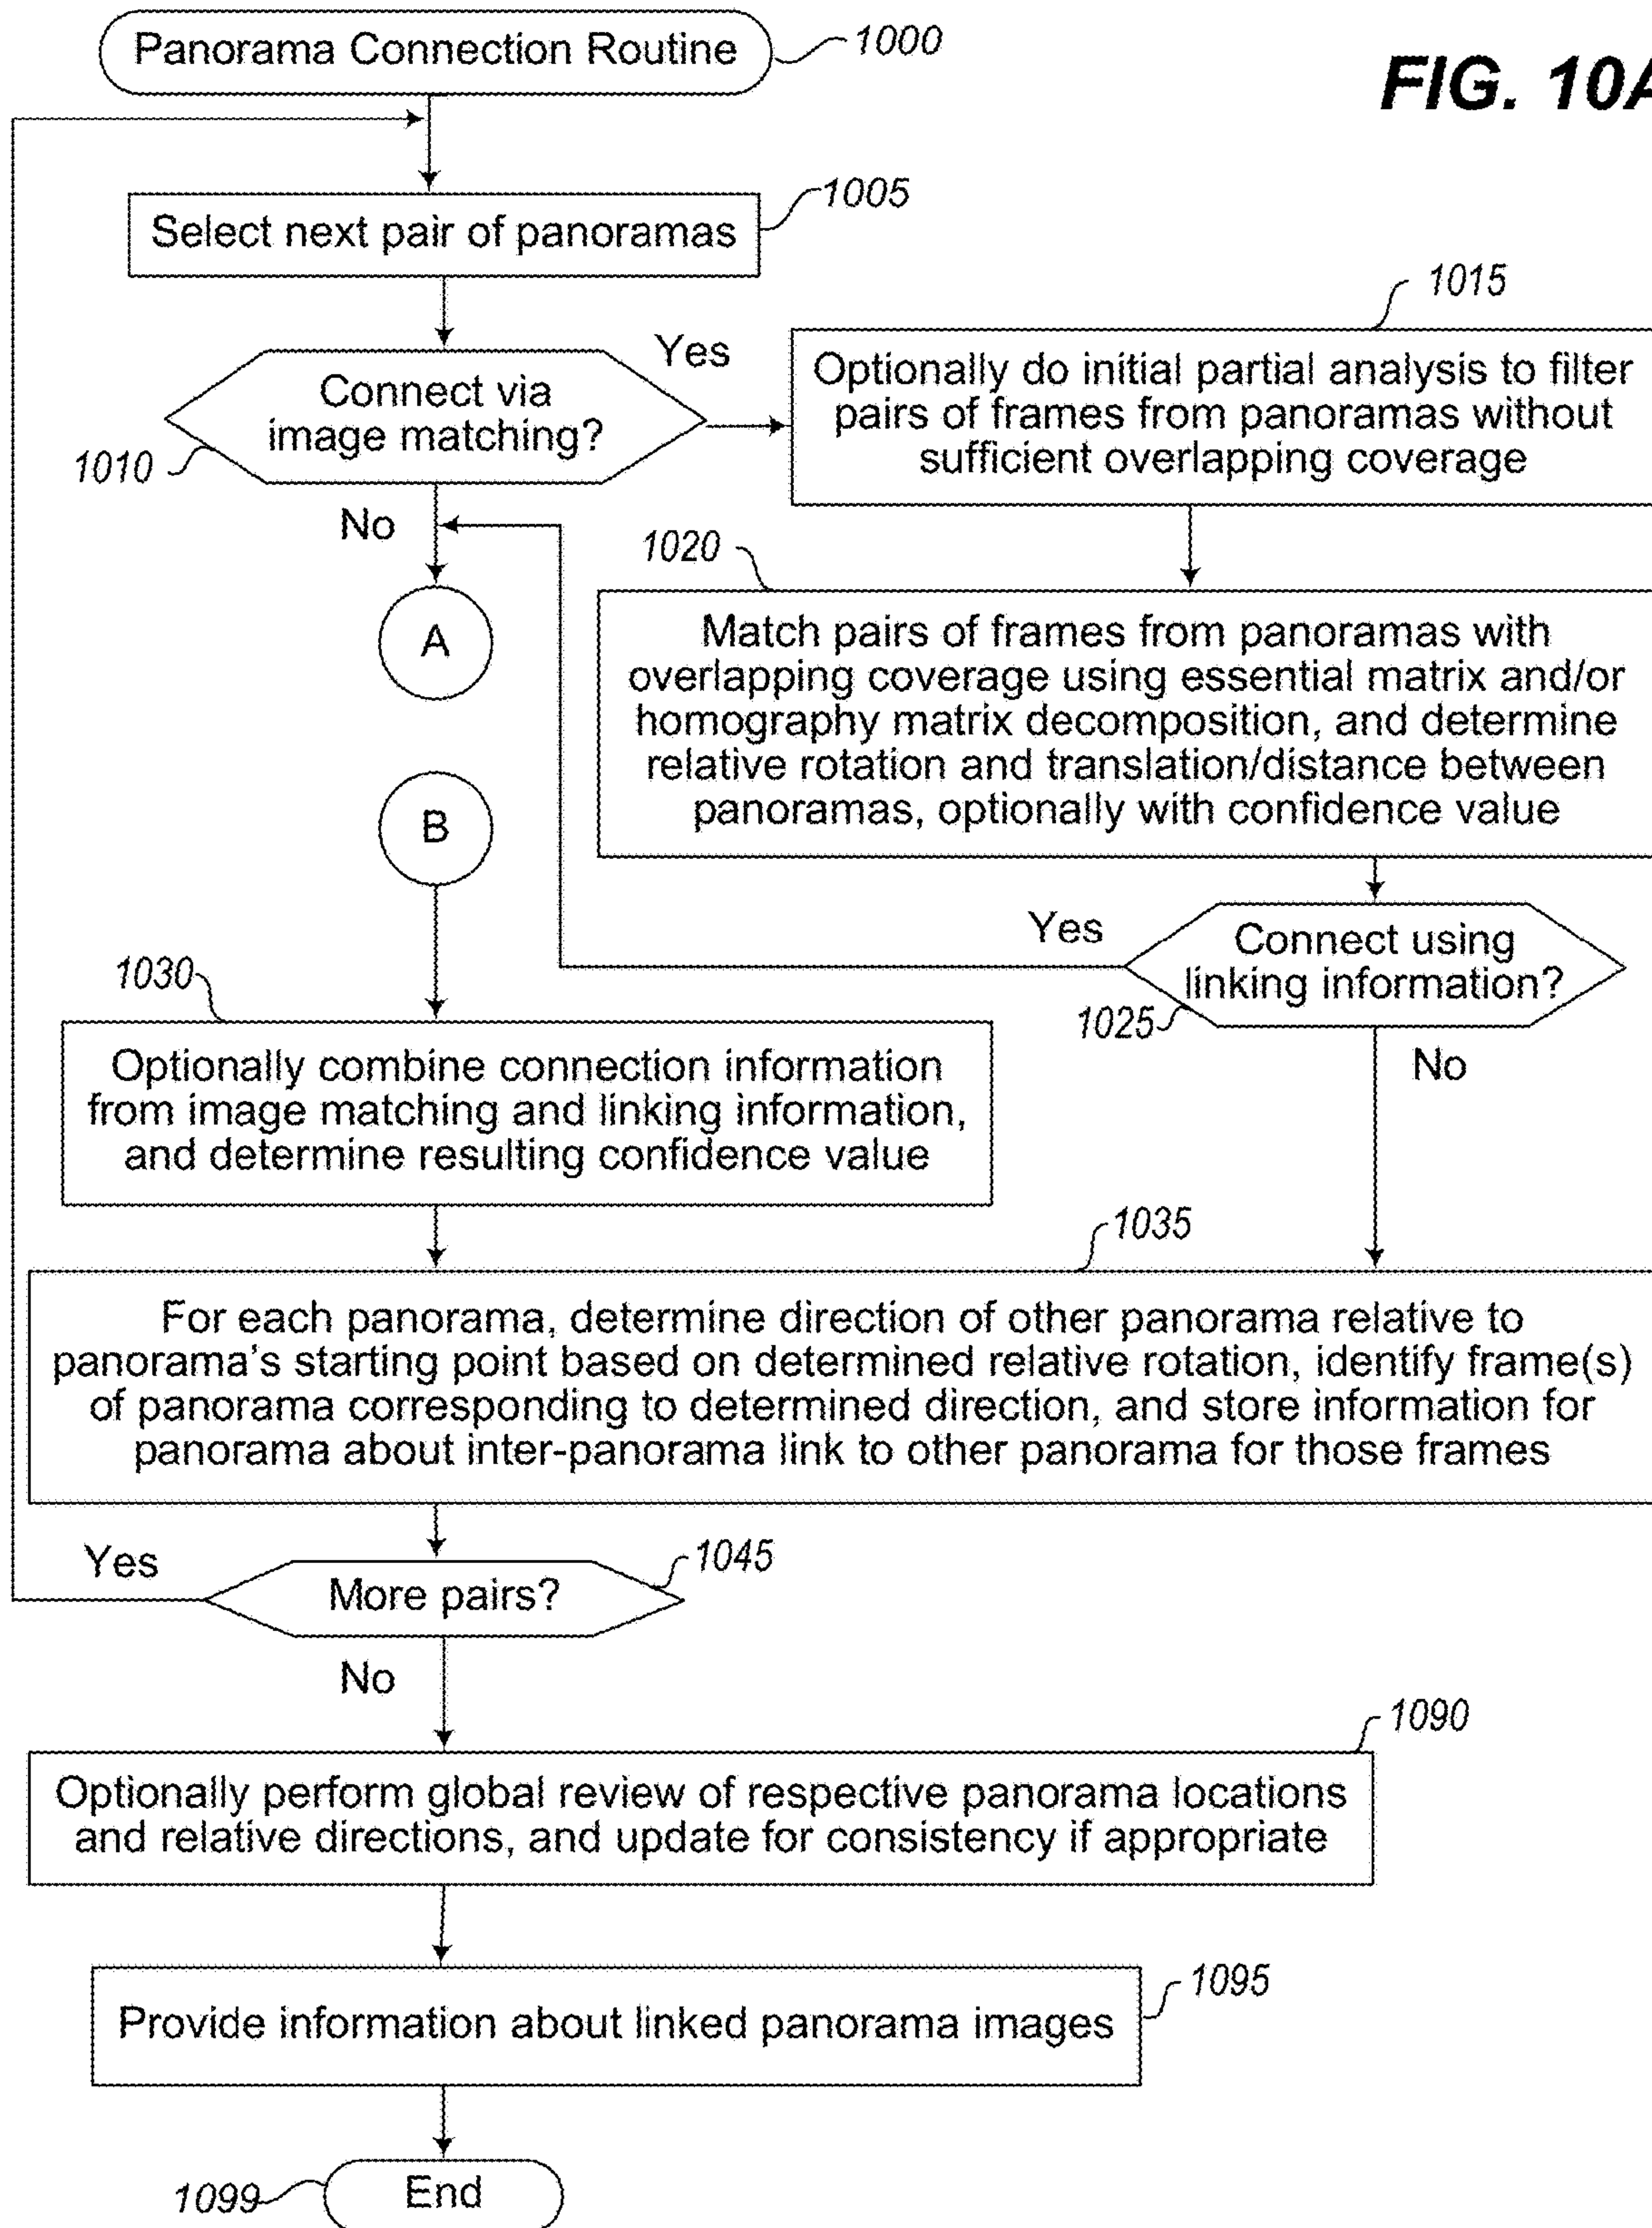 Panorama Connection Routine
1000
FIG. 10A
Select next pair of panoramas
1005
Connect via
image matching?
1010
Yes
No
1015
Optionally do initial partial analysis to filter
pairs of frames from panoramas without
sufficient overlapping coverage
A
1020
Match pairs of frames from panoramas with
overlapping coverage using essential matrix and/or
homography matrix decomposition, and determine
relative rotation and translation/distance between
panoramas, optionally with confidence value
B
Yes
Connect using
linking information?
1025
No
1030
Optionally combine connection information
from image matching and linking information,
and determine resulting confidence value
1035
For each panorama, determine direction of other panorama relative to
panorama's starting point based on determined relative rotation, identify frame(s)
of panorama corresponding to determined direction, and store information for
panorama about inter-panorama link to other panorama for those frames
Yes
More pairs?
1045
No
1090
Optionally perform global review of respective panorama locations
and relative directions, and update for consistency if appropriate
1095
Provide information about linked panorama images
1099
End